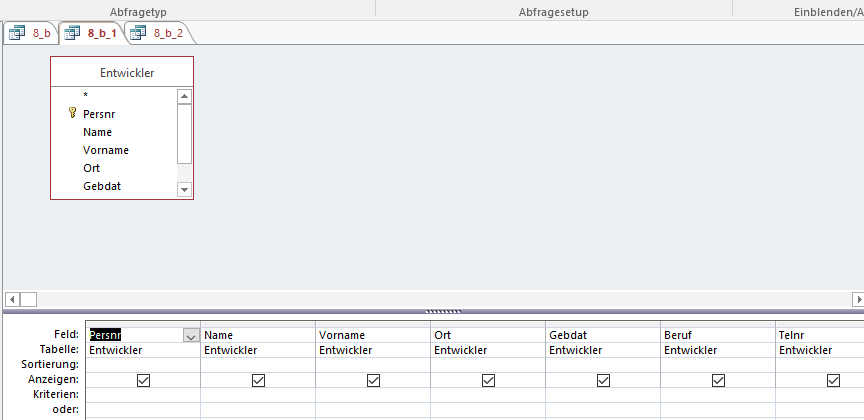 Abfragetyp Abfragesetup Einblenden/A
8_b 8_b_1 8_b_2
Entwickler
*
Persnr
Name
Vorname
Ort
Gebdat
Feld: Persnr Name Vorname Ort Gebdat Beruf Telnr
Tabelle: Entwickler Entwickler Entwickler Entwickler Entwickler Entwickler Entwickler
Sortierung:
Anzeigen:
Kriterien:
oder: